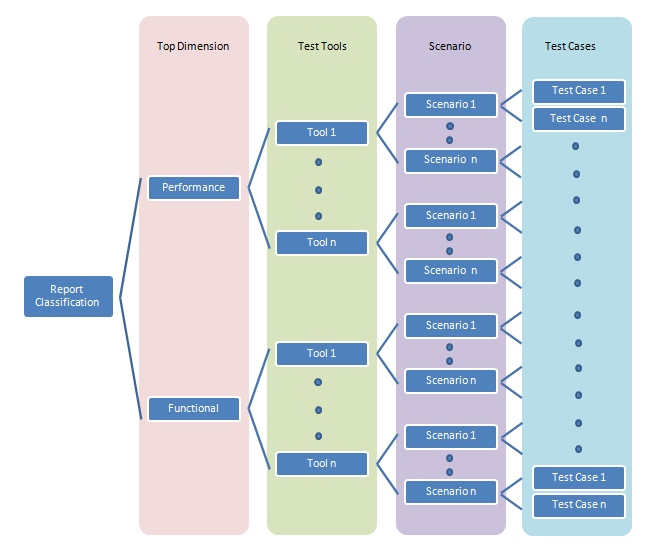 Top Dimension
Test Tools
Scenario
Test Cases
Report
Classification
Performance
Functional
Tool 1
Tool n
Tool 1
Tool n
Scenario 1
Scenario n
Scenario 1
Scenario n
Scenario 1
Scenario n
Scenario 1
Scenario n
Test Case 1
Test Case n
Test Case 1
Test Case n